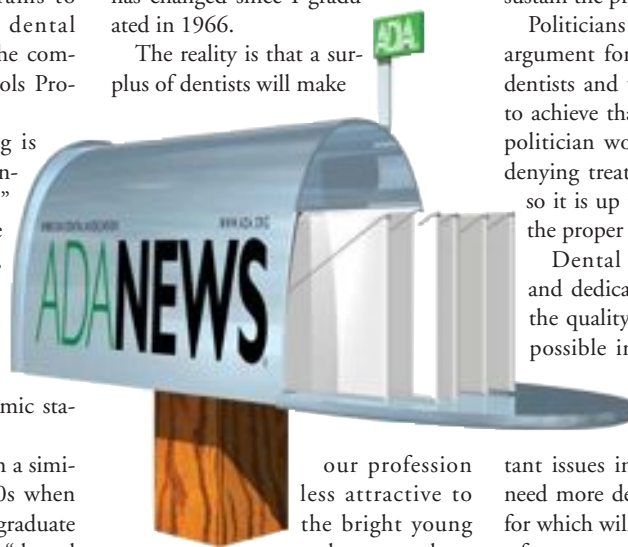 dental
he com-
ols Pro-
g is
n-
”
mic sta-
n a simi-
0s when
graduate
has changed since I gradu-
ated in 1966.
The reality is that a sur-
plus of dentists will make
ADA
WWW.ADA.ORG
ADANEWS
our profession
less attractive to
the bright young
Politicians
argument for
dentists and
to achieve tha
politician wo
denying treat
so it is up
the proper
Dental
and dedica
the quality
possible in
tant issues in
need more de
for which will